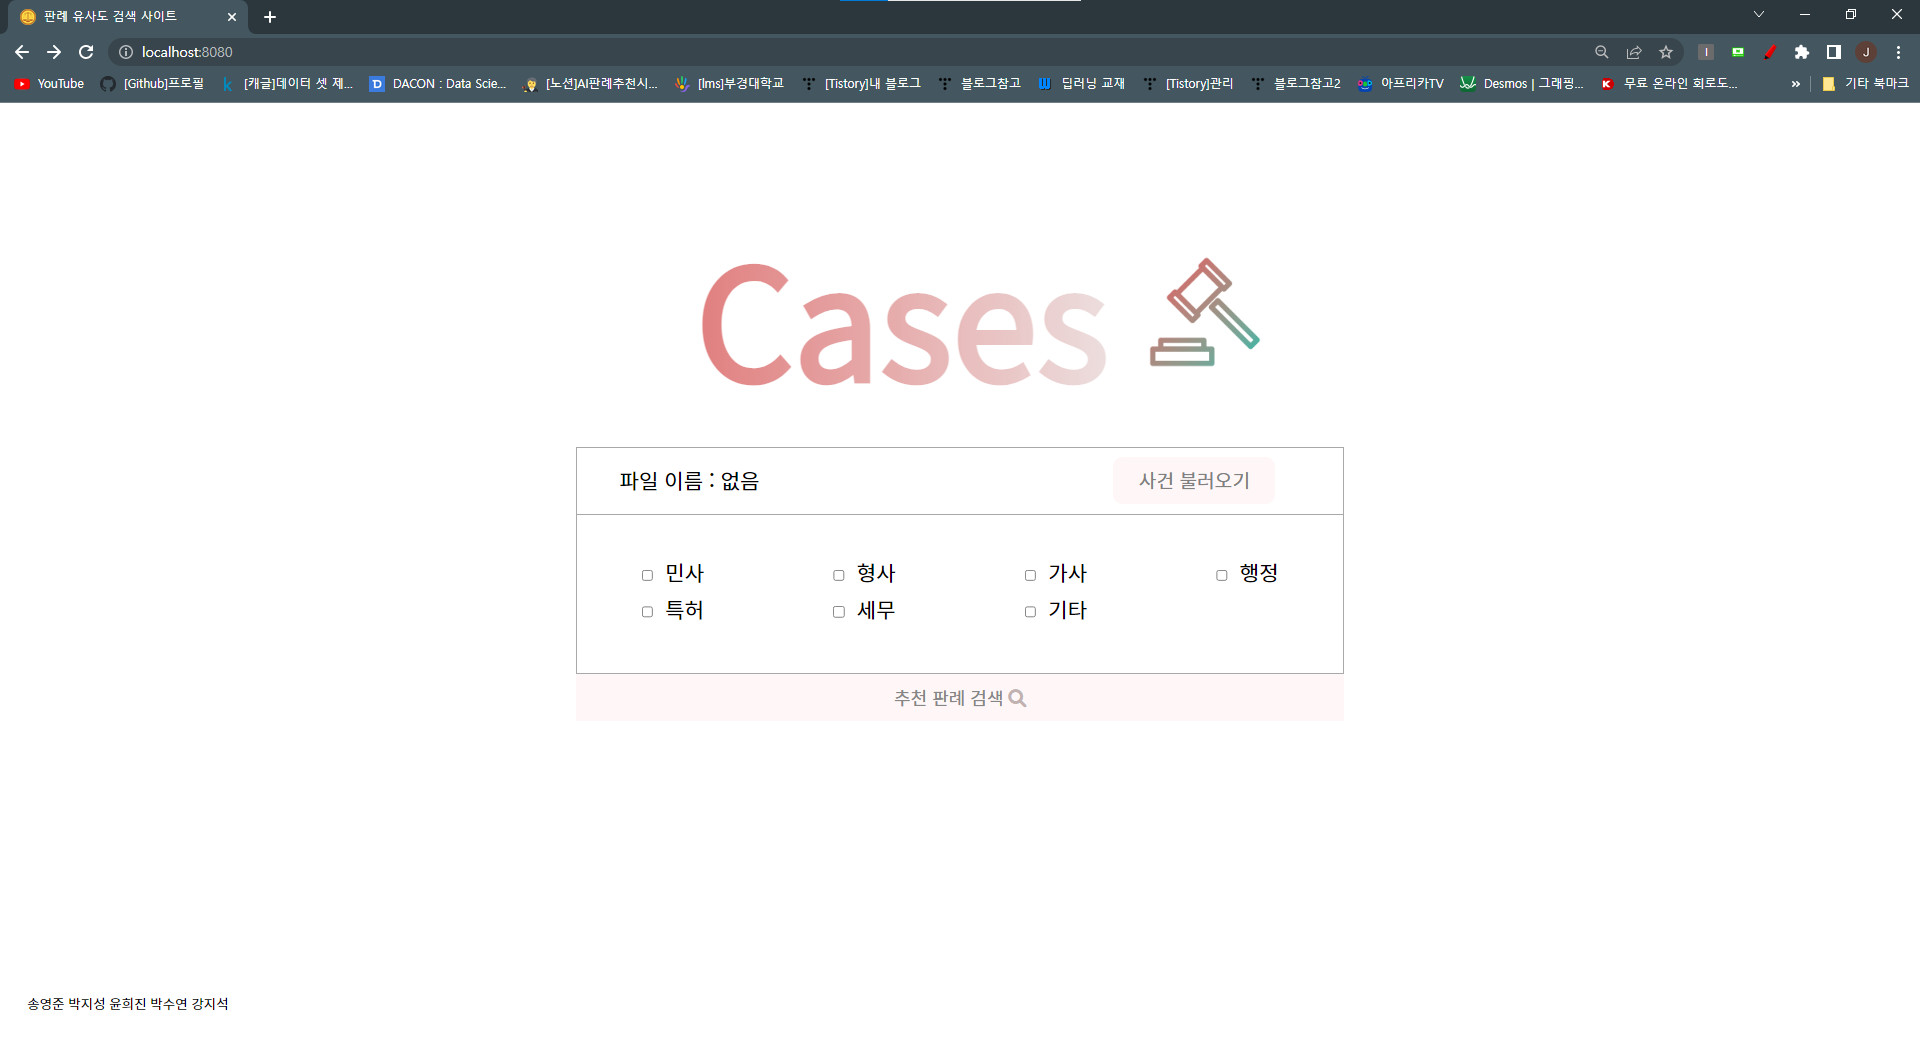 판례 유사도 검색 사이트
localhost:8080
YouTube [Github]프로필 [캐글]데이터 셋 제... DACON : Data Scie... [노션]AI판례추천시... [lms]부경대학교 [Tistory]내 블로그 블로그참고 딥러닝 교재 [Tistory]관리 블로그참고2 아프리카TV Desmos | 그래핑... 무료 온라인 회로도... » 기타 북마크
Cases
파일 이름 : 없음 사건 불러오기
민사 형사 가사 행정
특허 세무 기타
추천 판례 검색
송영준 박지성 윤희진 박수연 강지석